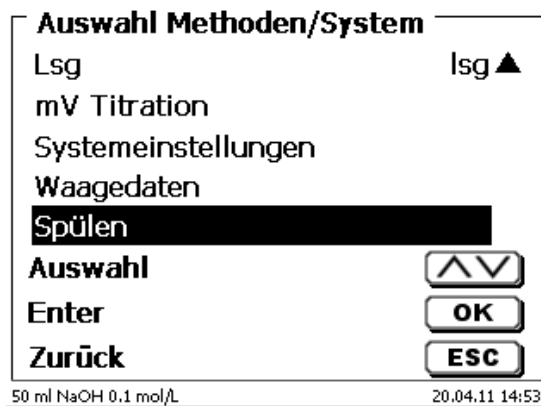 Auswahl Methoden/System
Lsg lsg▲
mV Titration
Systemeinstellungen
Waagedaten
Spülen
Auswahl
Enter OK
Zurück ESC
50 ml NaOH 0.1 mol/L 20.04.11 14:53